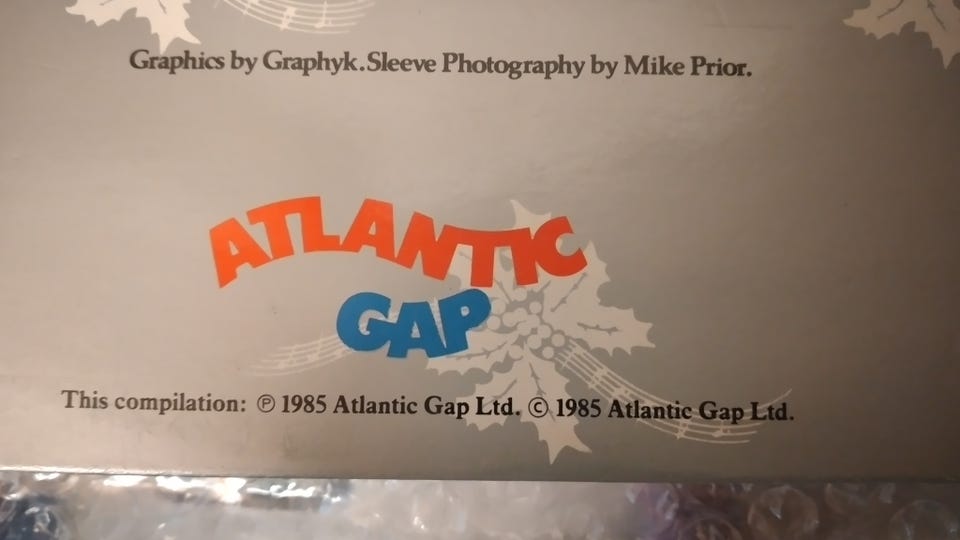 Graphics by Graphyk.Sleeve Photography by Mike Prior.
ATLANTIC
GAP
This compilation: ℗ 1985 Atlantic Gap Ltd. © 1985 Atlantic Gap Ltd.